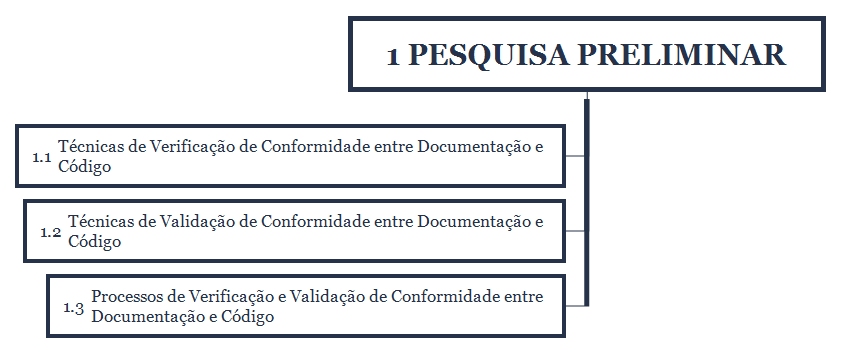 1 PESQUISA PRELIMINAR
1.1 Técnicas de Verificação de Conformidade entre Documentação e
Código
1.2 Técnicas de Validação de Conformidade entre Documentação e
Código
1.3 Processos de Verificação e Validação de Conformidade entre
Documentação e Código